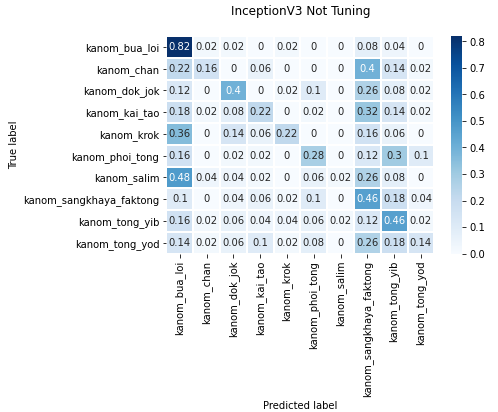 InceptionV3 Not Tuning
kanom_bua_loi 0.82 0.02 0.02 0 0.02 0 0 0.08 0.04 0
kanom_chan 0.22 0.16 0 0.06 0 0 0 0.4 0.14 0.02
kanom_dok_jok 0.12 0 0.4 0 0.02 0.1 0 0.26 0.08 0.02
kanom_kai_tao 0.18 0.02 0.08 0.22 0 0.02 0 0.32 0.14 0.02
kanom_krok 0.36 0 0.14 0.06 0.22 0 0 0.16 0.06 0
kanom_phoi_tong 0.16 0 0.02 0.02 0 0.28 0 0.12 0.3 0.1
kanom_salim 0.48 0.04 0.04 0.02 0 0.06 0.02 0.26 0.08 0
kanom_sangkhaya_faktong 0.1 0 0.04 0.06 0.02 0.1 0 0.46 0.18 0.04
kanom_tong_yib 0.16 0.02 0.06 0.04 0.04 0.06 0.02 0.12 0.46 0.02
kanom_tong_yod 0.14 0.02 0.06 0.1 0.02 0.08 0 0.26 0.18 0.14
True label
kanom_bua_loi
kanom_chan
kanom_dok_jok
kanom_kai_tao
kanom_krok
kanom_phoi_tong
kanom_salim
kanom_sangkhaya_faktong
kanom_tong_yib
kanom_tong_yod
Predicted label
0.8
0.7
0.6
0.5
0.4
0.3
0.2
0.1
0.0